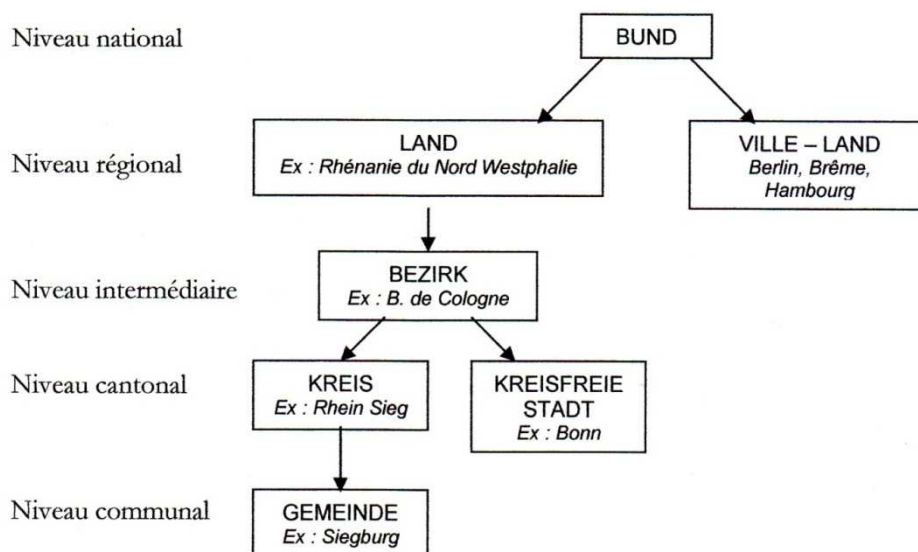 Niveau national
BUND
Niveau régional
LAND
Ex : Rhénanie du Nord Westphalie
VILLE – LAND
Berlin, Brême,
Hambourg
Niveau intermédiaire
BEZIRK
Ex : B. de Cologne
Niveau cantonal
KREIS
Ex : Rhein Sieg
KREISFREIE
STADT
Ex : Bonn
Niveau communal
GEMEINDE
Ex : Siegburg